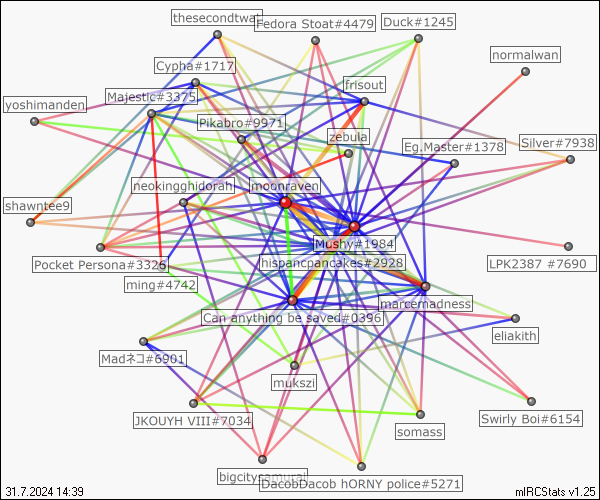 thesecondtwat
Fedora Stoat#4479
Duck#1245
normalwan
Cypha#1717
frisout
yoshimanden
Majestic#3375
Pikabro#9971
zebula
Eg.Master#1378
Silver#7938
neokingghidorah
moonraven
shawntee9
Mushy#1984
Pocket Persona#3326
hispancpancakes#2928
LPK2387 #7690
ming#4742
marcemadness
Can anything be saved#0396
eliakith
Madネコ#6901
mukszi
JKOUYH VIII#7034
somass
Swirly Boi#6154
bigcitysamurai
DacobDacob hORNY police#5271
31.7.2024 14:39
mIRCStats v1.25